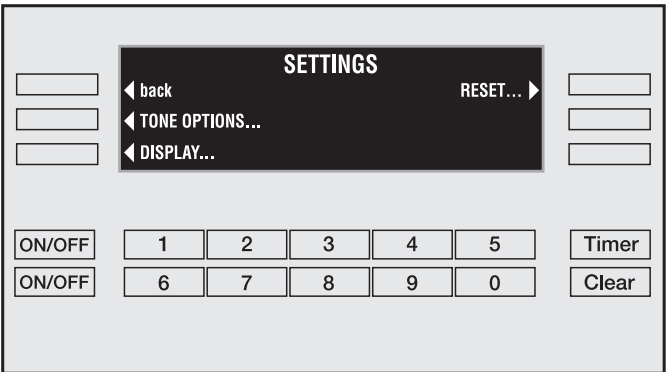 SETTINGS
back RESET...
TONE OPTIONS...
DISPLAY...
ON/OFF 1 2 3 4 5 Timer
ON/OFF 6 7 8 9 0 Clear